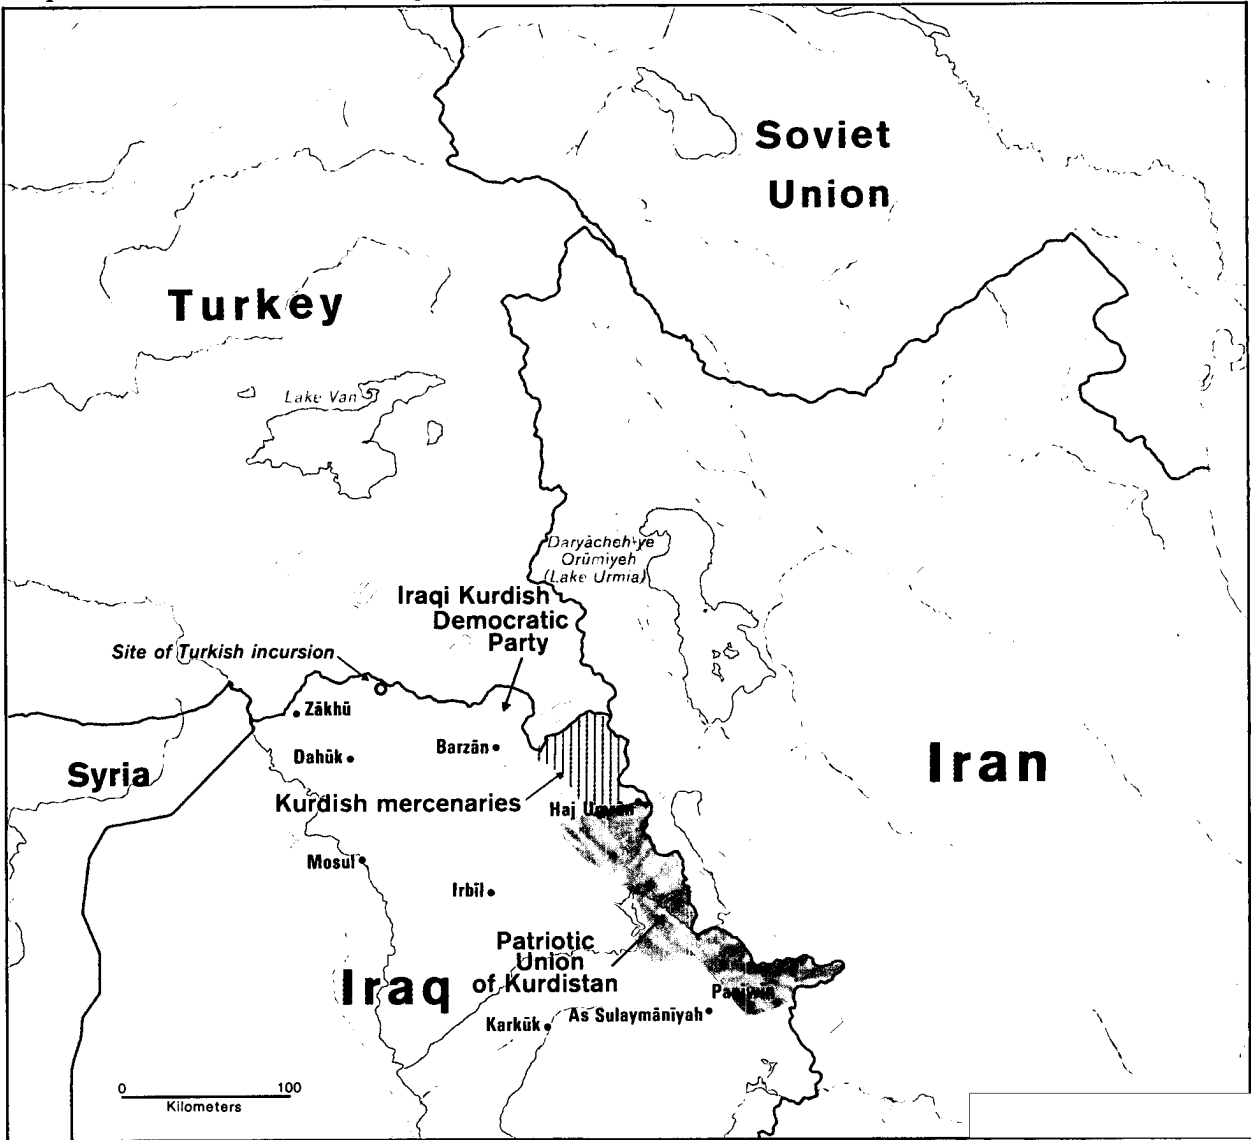 Soviet
Union
Turkey
Lake Van
Daryācheh-ye
Orūmīyeh
(Lake Urmia)
Iraqi Kurdish
Democratic
Party
Site of Turkish incursion
Zākhū
Dahūk
Barzān
Syria
Iran
Kurdish mercenaries
Haj
Mosul
Irbīl
Patriotic
Union
of Kurdistan
Iraq
As Sulaymānīyah
Karkūk
0 100
Kilometers